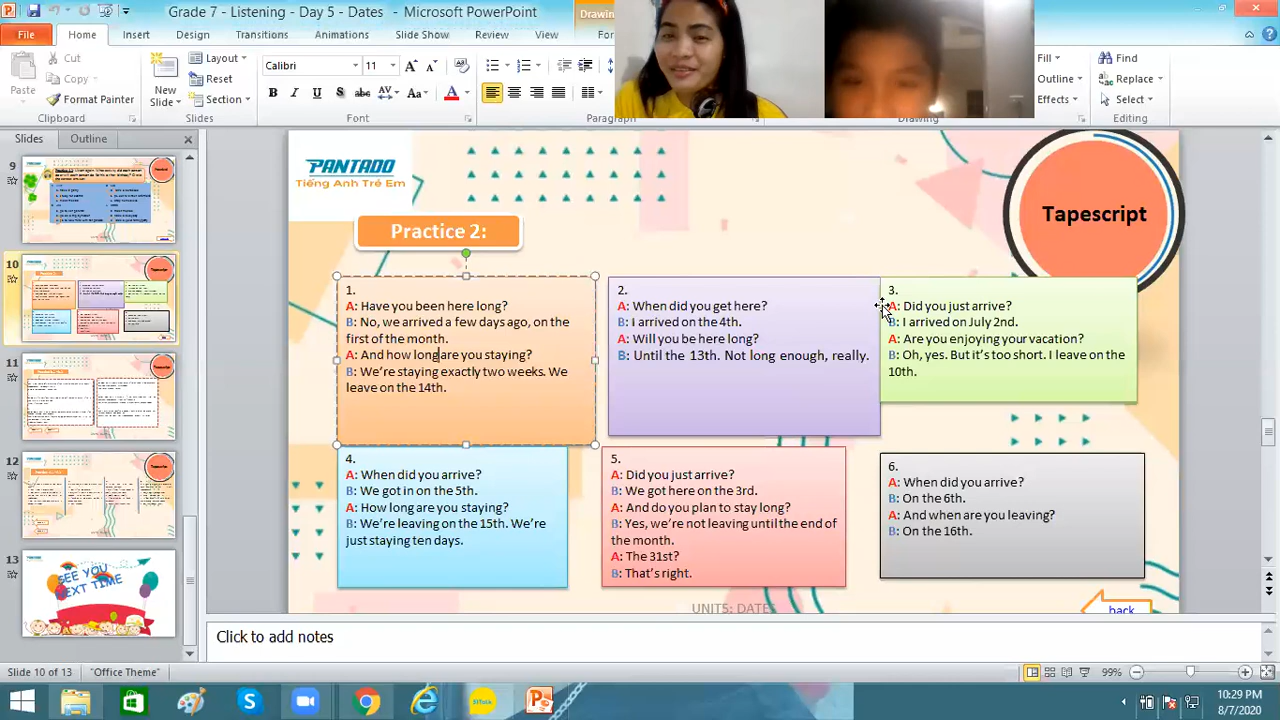 Grade 7 - Listening - Day 5 - Dates - Microsoft PowerPoint
Drawing
File
Home
Insert
Design
Transitions
Animations
Slide Show
Review
View
Cut
Copy
Format Painter
Paste
Clipboard
New
Slide
Layout
Reset
Section
Slides
Calibri
11
Font
Paragraph
Drawing
Fill
Outline
Effects
Find
Replace
Select
Editing
Slides
Outline
9
10
12
13
SEE YOU
NEXT TIME
PANTADO
Tiếng Anh Trẻ Em
Tapescript
Practice 2:
1.
A: Have you been here long?
B: No, we arrived a few days ago, on the
first of the month.
A: And how long are you staying?
B: We're staying exactly two weeks. We
leave on the 14th.
2.
A: When did you get here?
B: I arrived on the 4th.
A: Will you be here long?
B: Until the 13th. Not long enough, really.
3.
A: Did you just arrive?
B: I arrived on July 2nd.
A: Are you enjoying your vacation?
B: Oh, yes. But it's too short. I leave on the
10th.
4.
A: When did you arrive?
B: We got in on the 5th.
A: How long are you staying?
B: We're leaving on the 15th. We're
just staying ten days.
5.
A: Did you just arrive?
B: We got here on the 3rd.
A: And do you plan to stay long?
B: Yes, we're not leaving until the end of
the month.
A: The 31st?
B: That's right.
6.
A: When did you arrive?
B: On the 6th.
A: And when are you leaving?
B: On the 16th.
UNITS: DATES
back
Click to add notes
Slide 10 of 13
"Office Theme"
99%
10:29 PM
8/7/2020